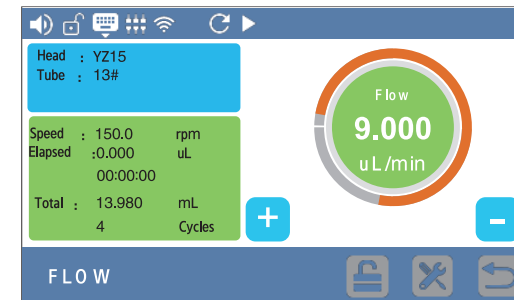 Head : YZ15
Tube : 13#
Speed : 150.0 rpm
Elapsed :0.000 uL
00:00:00
Total : 13.980 mL
4 Cycles
Flow
9.000
uL/min
+
-
FLOW